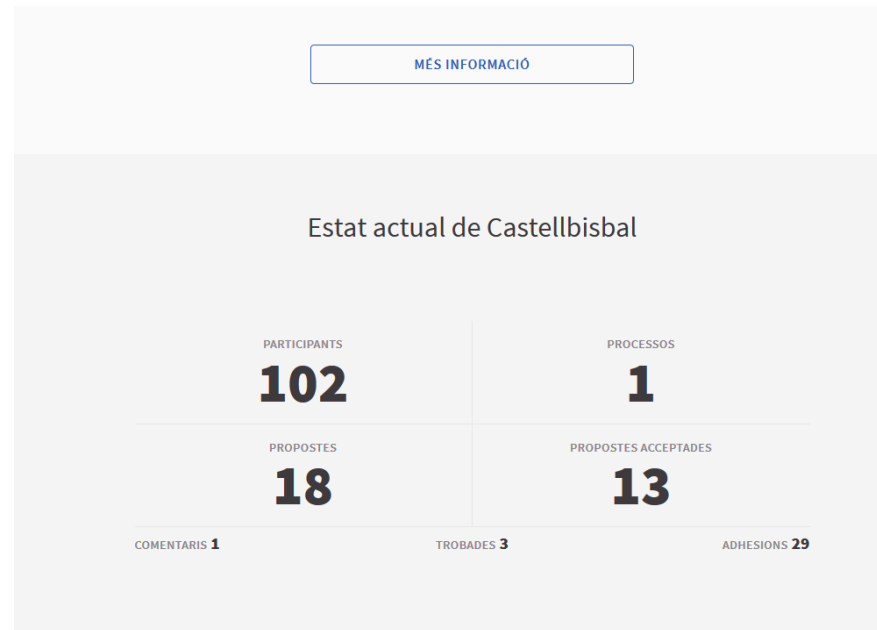 MÉS INFORMACIÓ
Estat actual de Castellbisbal
PARTICIPANTS
102
PROCESSOS
1
PROPOSTES
18
PROPOSTES ACCEPTADES
13
COMENTARIS 1
TROBADES 3
ADHESIONS 29